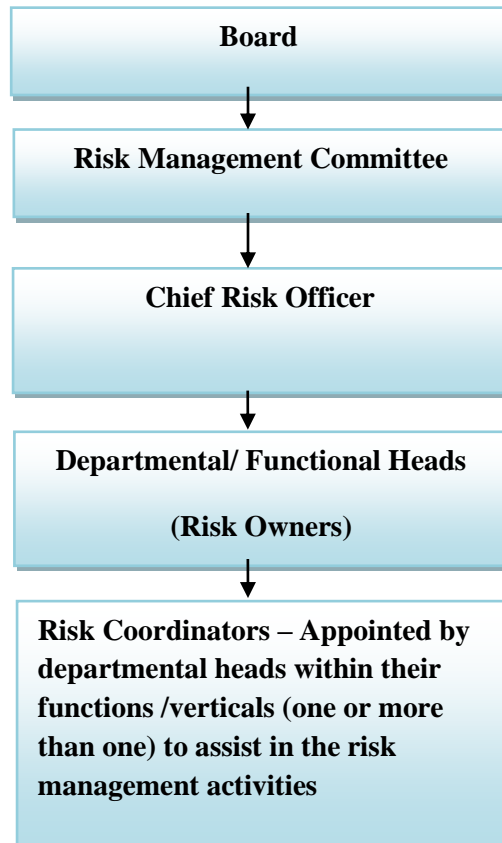 Board
Risk Management Committee
Chief Risk Officer
Departmental/ Functional Heads
(Risk Owners)
Risk Coordinators – Appointed by
departmental heads within their
functions /verticals (one or more
than one) to assist in the risk
management activities